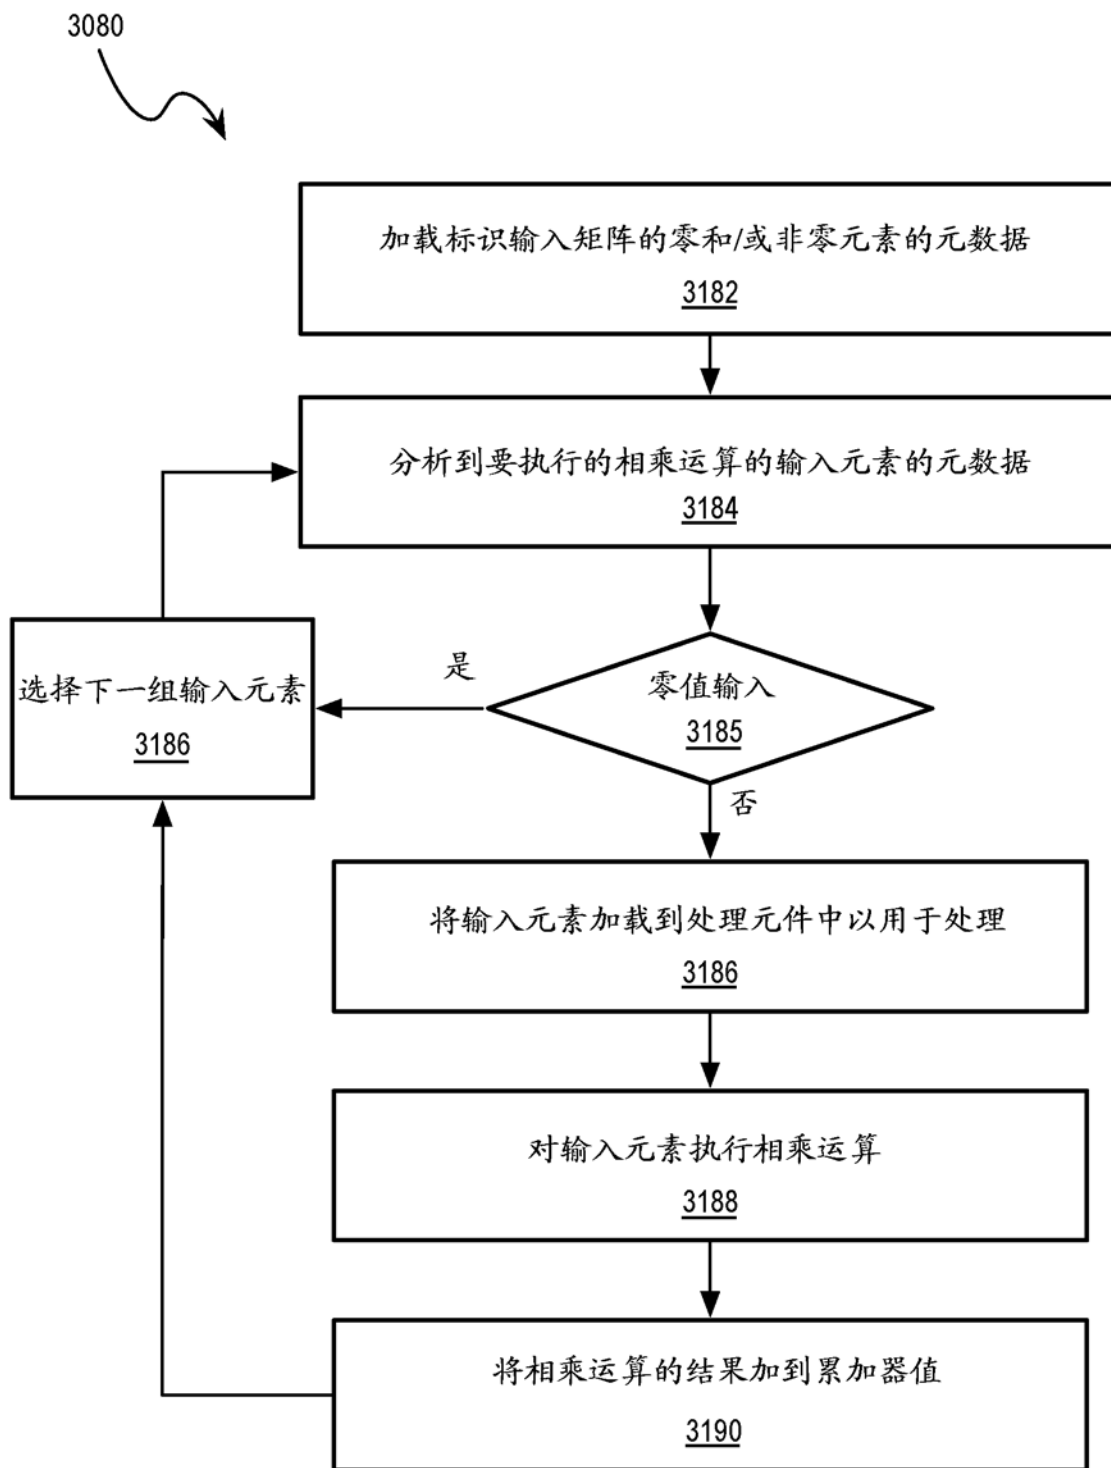 3080
加载标识输入矩阵的零和/或非零元素的元数据
3182
分析到要执行的相乘运算的输入元素的元数据
3184
是
零值输入
3185
选择下一组输入元素
3186
否
将输入元素加载到处理元件中以用于处理
3186
对输入元素执行相乘运算
3188
将相乘运算的结果加到累加器值
3190